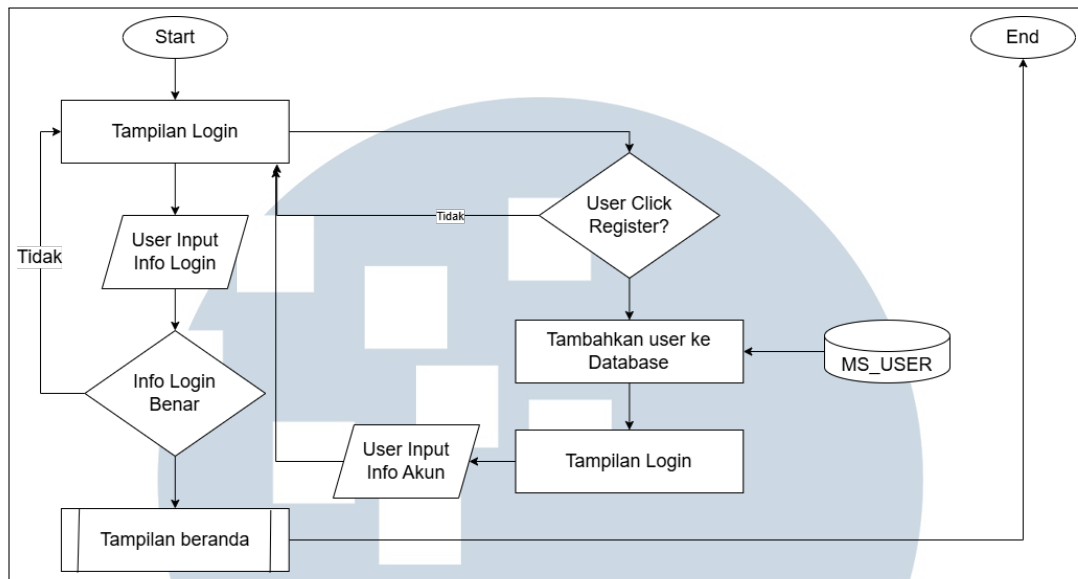 Start
End
Tampilan Login
User Click
Register?
Tidak
User Input
Info Login
Tidak
Tambahkan user ke
Database
MS_USER
Info Login
Benar
User Input
Info Akun
Tampilan Login
Tampilan beranda